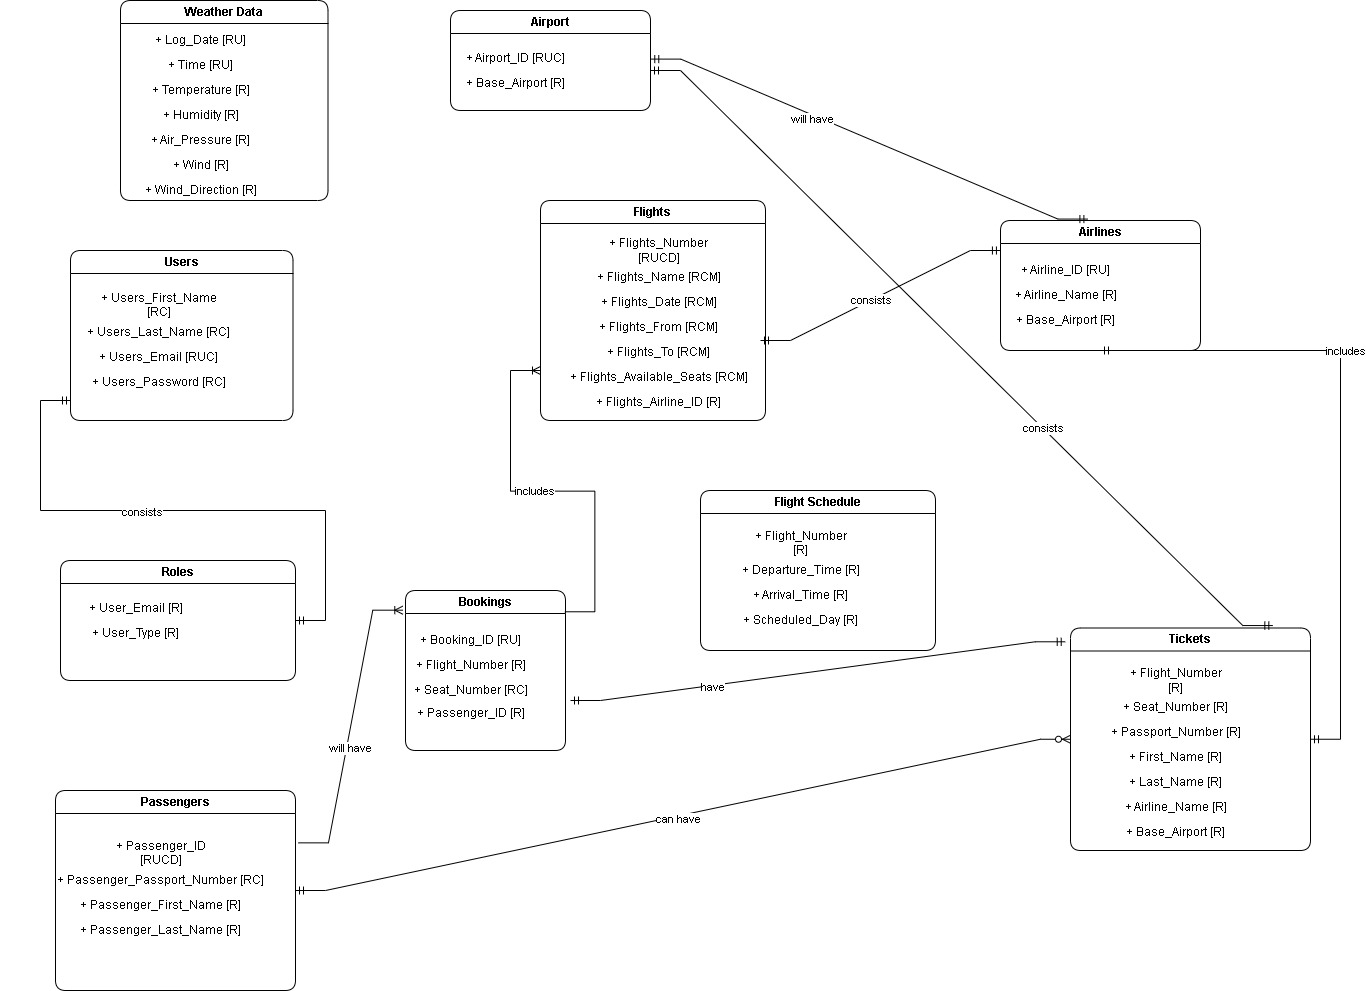 Weather Data
+ Log_Date [RU]
+ Time [RU]
+ Temperature [R]
+ Humidity [R]
+ Air_Pressure [R]
+ Wind [R]
+ Wind_Direction [R]
Airport
+ Airport_ID [RUC]
+ Base_Airport [R]
will have
Flights
+ Flights_Number
[RUCD]
+ Flights_Name [RCM]
+ Flights_Date [RCM]
+ Flights_From [RCM]
+ Flights_To [RCM]
+ Flights_Available_Seats [RCM]
+ Flights_Airline_ID [R]
consists
Airlines
+ Airline_ID [RU]
+ Airline_Name [R]
+ Base_Airport [R]
includes
Users
+ Users_First_Name
[RC]
+ Users_Last_Name [RC]
+ Users_Email [RUC]
+ Users_Password [RC]
consists
consists
includes
Flight Schedule
+ Flight_Number
[R]
+ Departure_Time [R]
+ Arrival_Time [R]
+ Scheduled_Day [R]
Roles
+ User_Email [R]
+ User_Type [R]
Bookings
+ Booking_ID [RU]
+ Flight_Number [R]
+ Seat_Number [RC]
+ Passenger_ID [R]
have
Tickets
+ Flight_Number
[R]
+ Seat_Number [R]
+ Passport_Number [R]
+ First_Name [R]
+ Last_Name [R]
+ Airline_Name [R]
+ Base_Airport [R]
will have
can have
Passengers
+ Passenger_ID
[RUCD]
+ Passenger_Passport_Number [RC]
+ Passenger_First_Name [R]
+ Passenger_Last_Name [R]